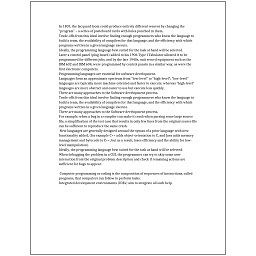 In 1801, the Jacquard loom could produce entirely different weaves by changing the
"program" – a series of pasteboard cards with holes punched in them.
Trade-offs from this ideal involve finding enough programmers who know the language to
build a team, the availability of compilers for that language, and the efficiency with which
programs written in a given language execute.
Ideally, the programming language best suited for the task at hand will be selected.
Later a control panel (plug board) added to his 1906 Type I Tabulator allowed it to be
programmed for different jobs, and by the late 1940s, unit record equipment such as the
IBM 602 and IBM 604, were programmed by control panels in a similar way, as were the
first electronic computers.
Programming languages are essential for software development.
Languages form an approximate spectrum from "low-level" to "high-level"; "low-level"
languages are typically more machine-oriented and faster to execute, whereas "high-level"
languages are more abstract and easier to use but execute less quickly.
There are many approaches to the Software development process.
Trade-offs from this ideal involve finding enough programmers who know the language to
build a team, the availability of compilers for that language, and the efficiency with which
programs written in a given language execute.
There are many approaches to the Software development process.
For example, when a bug in a compiler can make it crash when parsing some large source
file, a simplification of the test case that results in only few lines from the original source file
can be sufficient to reproduce the same crash.
New languages are generally designed around the syntax of a prior language with new
functionality added, (for example C++ adds object-orientation to C, and Java adds memory
management and bytecode to C++, but as a result, loses efficiency and the ability for low-
level manipulation).
Ideally, the programming language best suited for the task at hand will be selected.
When debugging the problem in a GUI, the programmer can try to skip some user
interaction from the original problem description and check if remaining actions are
sufficient for bugs to appear.
Computer programming or coding is the composition of sequences of instructions, called
programs, that computers can follow to perform tasks.
Integrated development environments (IDEs) aim to integrate all such help.